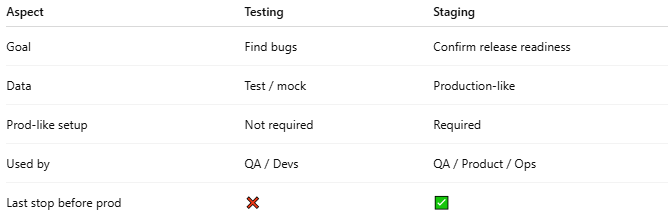 Aspect Testing Staging
Goal Find bugs Confirm release readiness
Data Test / mock Production-like
Prod-like setup Not required Required
Used by QA / Devs QA / Product / Ops
Last stop before prod ❌ ✅